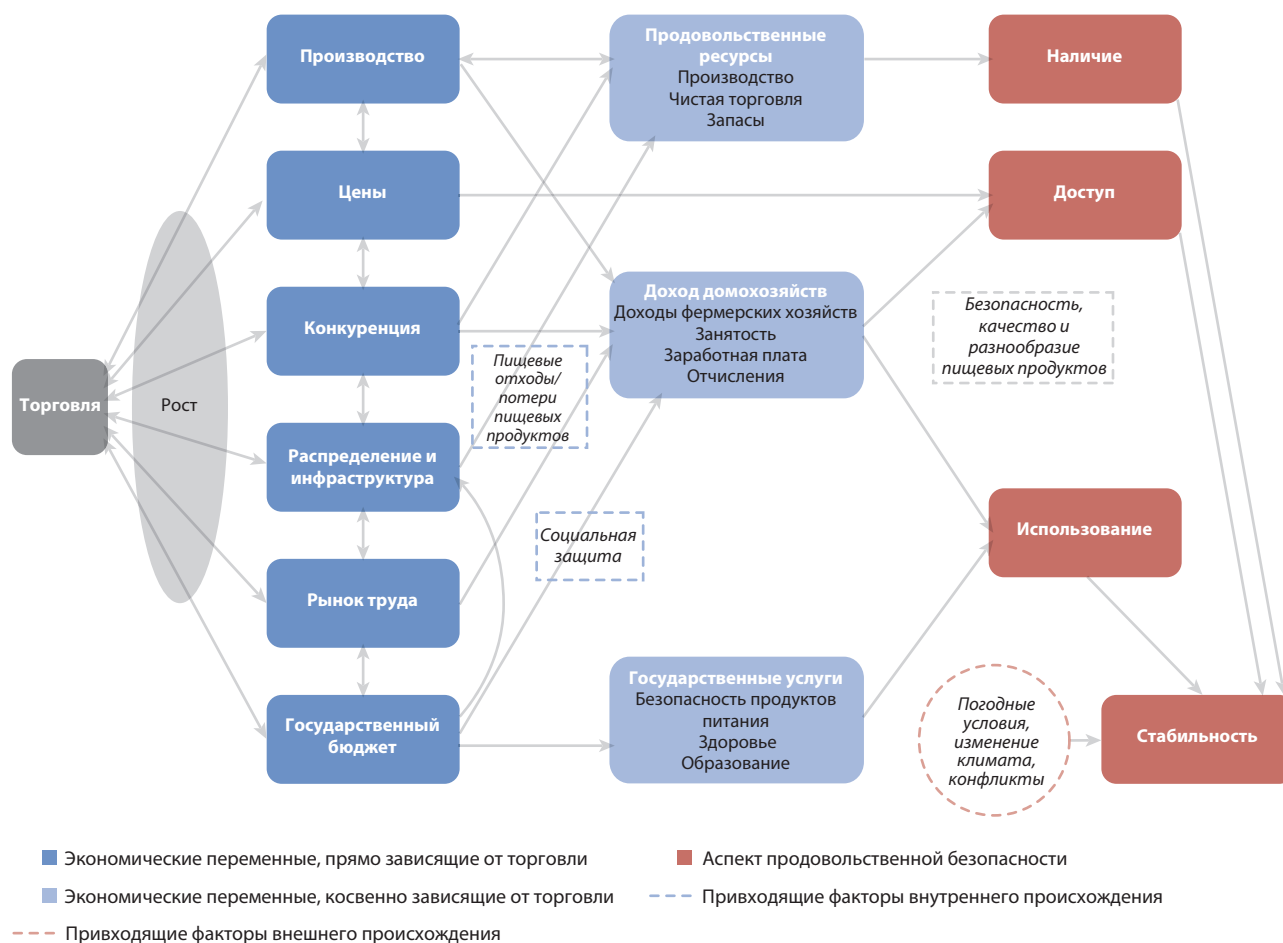 Производство
Продовольственные
ресурсы
Производство
Чистая торговля
Запасы
Наличие
Цены
Доступ
Конкуренция
Доход домохозяйств
Доходы фермерских хозяйств
Занятость
Заработная плата
Отчисления
Безопасность,
качество и
разнообразие
пищевых продуктов
Торговля
Рост
Пищевые
отходы/
потери
пищевых
продуктов
Распределение и
инфраструктура
Социальная
защита
Использование
Рынок труда
Государственный
бюджет
Государственные услуги
Безопасность продуктов
питания
Здоровье
Образование
Погодные
условия,
изменение
климата,
конфликты
Стабильность
Экономические переменные, прямо зависящие от торговли
Аспект продовольственной безопасности
Экономические переменные, косвенно зависящие от торговли
Привходящие факторы внутреннего происхождения
Привходящие факторы внешнего происхождения